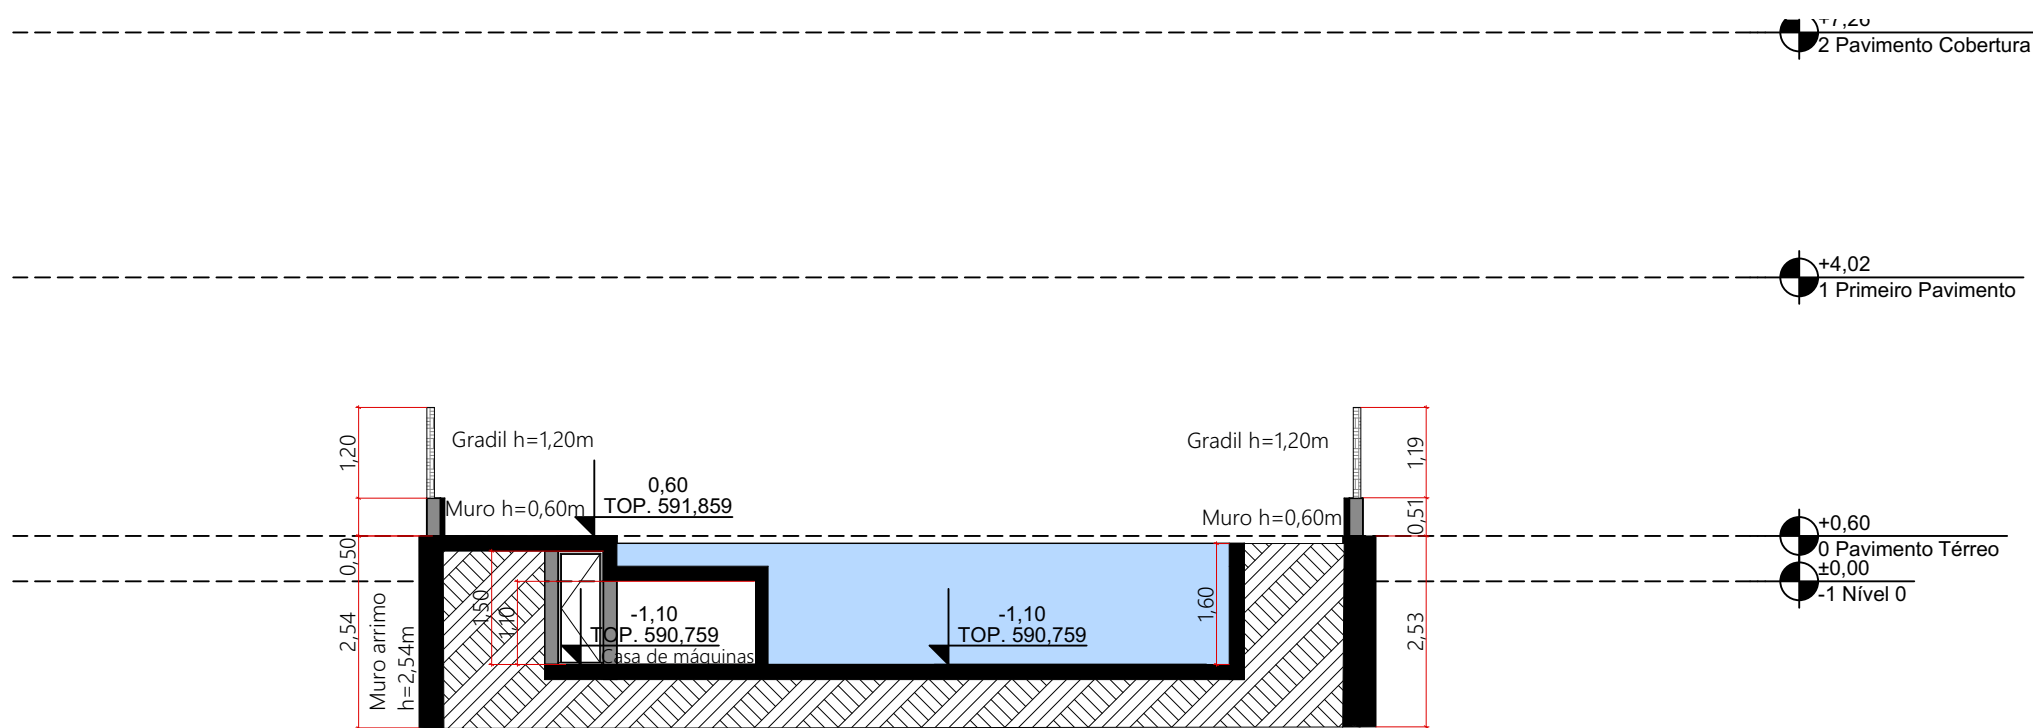 +7,26
2 Pavimento Cobertura
+4,02
1 Primeiro Pavimento
1,20
Gradil h=1,20m
Gradil h=1,20m
1,19
0,60
TOP. 591,859
Muro h=0,60m
Muro h=0,60m
0,51
+0,60
0 Pavimento Térreo
0,50
±0,00
-1 Nível 0
2,54
Muro arrimo
h=2,54m
1,50
1,10
-1,10
TOP. 590,759
Casa de máquinas
-1,10
TOP. 590,759
1,60
2,53